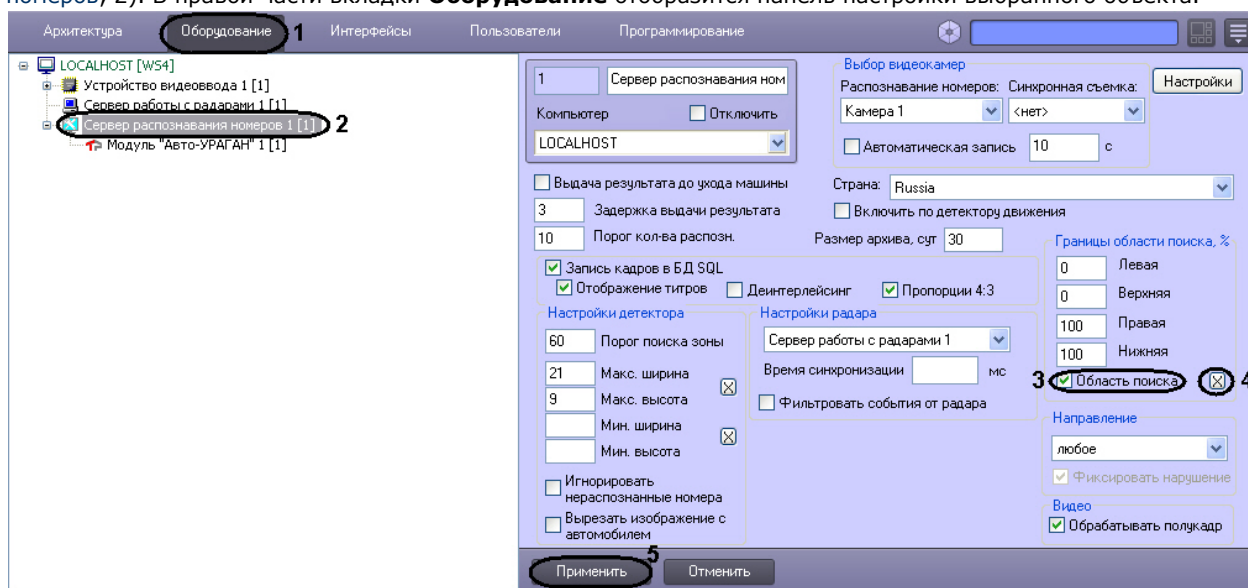 номеров, 2). В правой части вкладки Оборудование отобразится панель настройки выбранного объекта.
Архитектура Оборудование 1 Интерфейсы Пользователи Программирование
LOCALHOST [WS4]
Устройство видеоввода 1 [1]
Сервер работы с радарами 1 [1]
Сервер распознавания номеров 1 [1] 2
Модуль "Авто-УРАГАН" 1 [1]
1 Сервер распознавания ном
Компьютер Отключить
LOCALHOST
Выбор видеокамер
Распознавание номеров: Синхронная съемка: Настройки
Камера 1 <нет>
Автоматическая запись 10 с
Выдача результата до ухода машины
3 Задержка выдачи результата
10 Порог кол-ва распозн.
Страна: Russia
Включить по детектору движения
Размер архива, сут 30
Запись кадров в БД SQL
Отображение титров Деинтерлейсинг Пропорции 4:3
Настройки детектора
60 Порог поиска зоны
21 Макс. ширина
9 Макс. высота
Мин. ширина
Мин. высота
Игнорировать
нераспознанные номера
Вырезать изображение с
автомобилем
Настройки радара
Сервер работы с радарами 1
Время синхронизации мс
Фильтровать события от радара
Границы области поиска, %
0 Левая
0 Верхняя
100 Правая
100 Нижняя
3 Область поиска 4
Направление
любое
Фиксировать нарушение
Видео
Обрабатывать полукадр
5
Применить Отменить